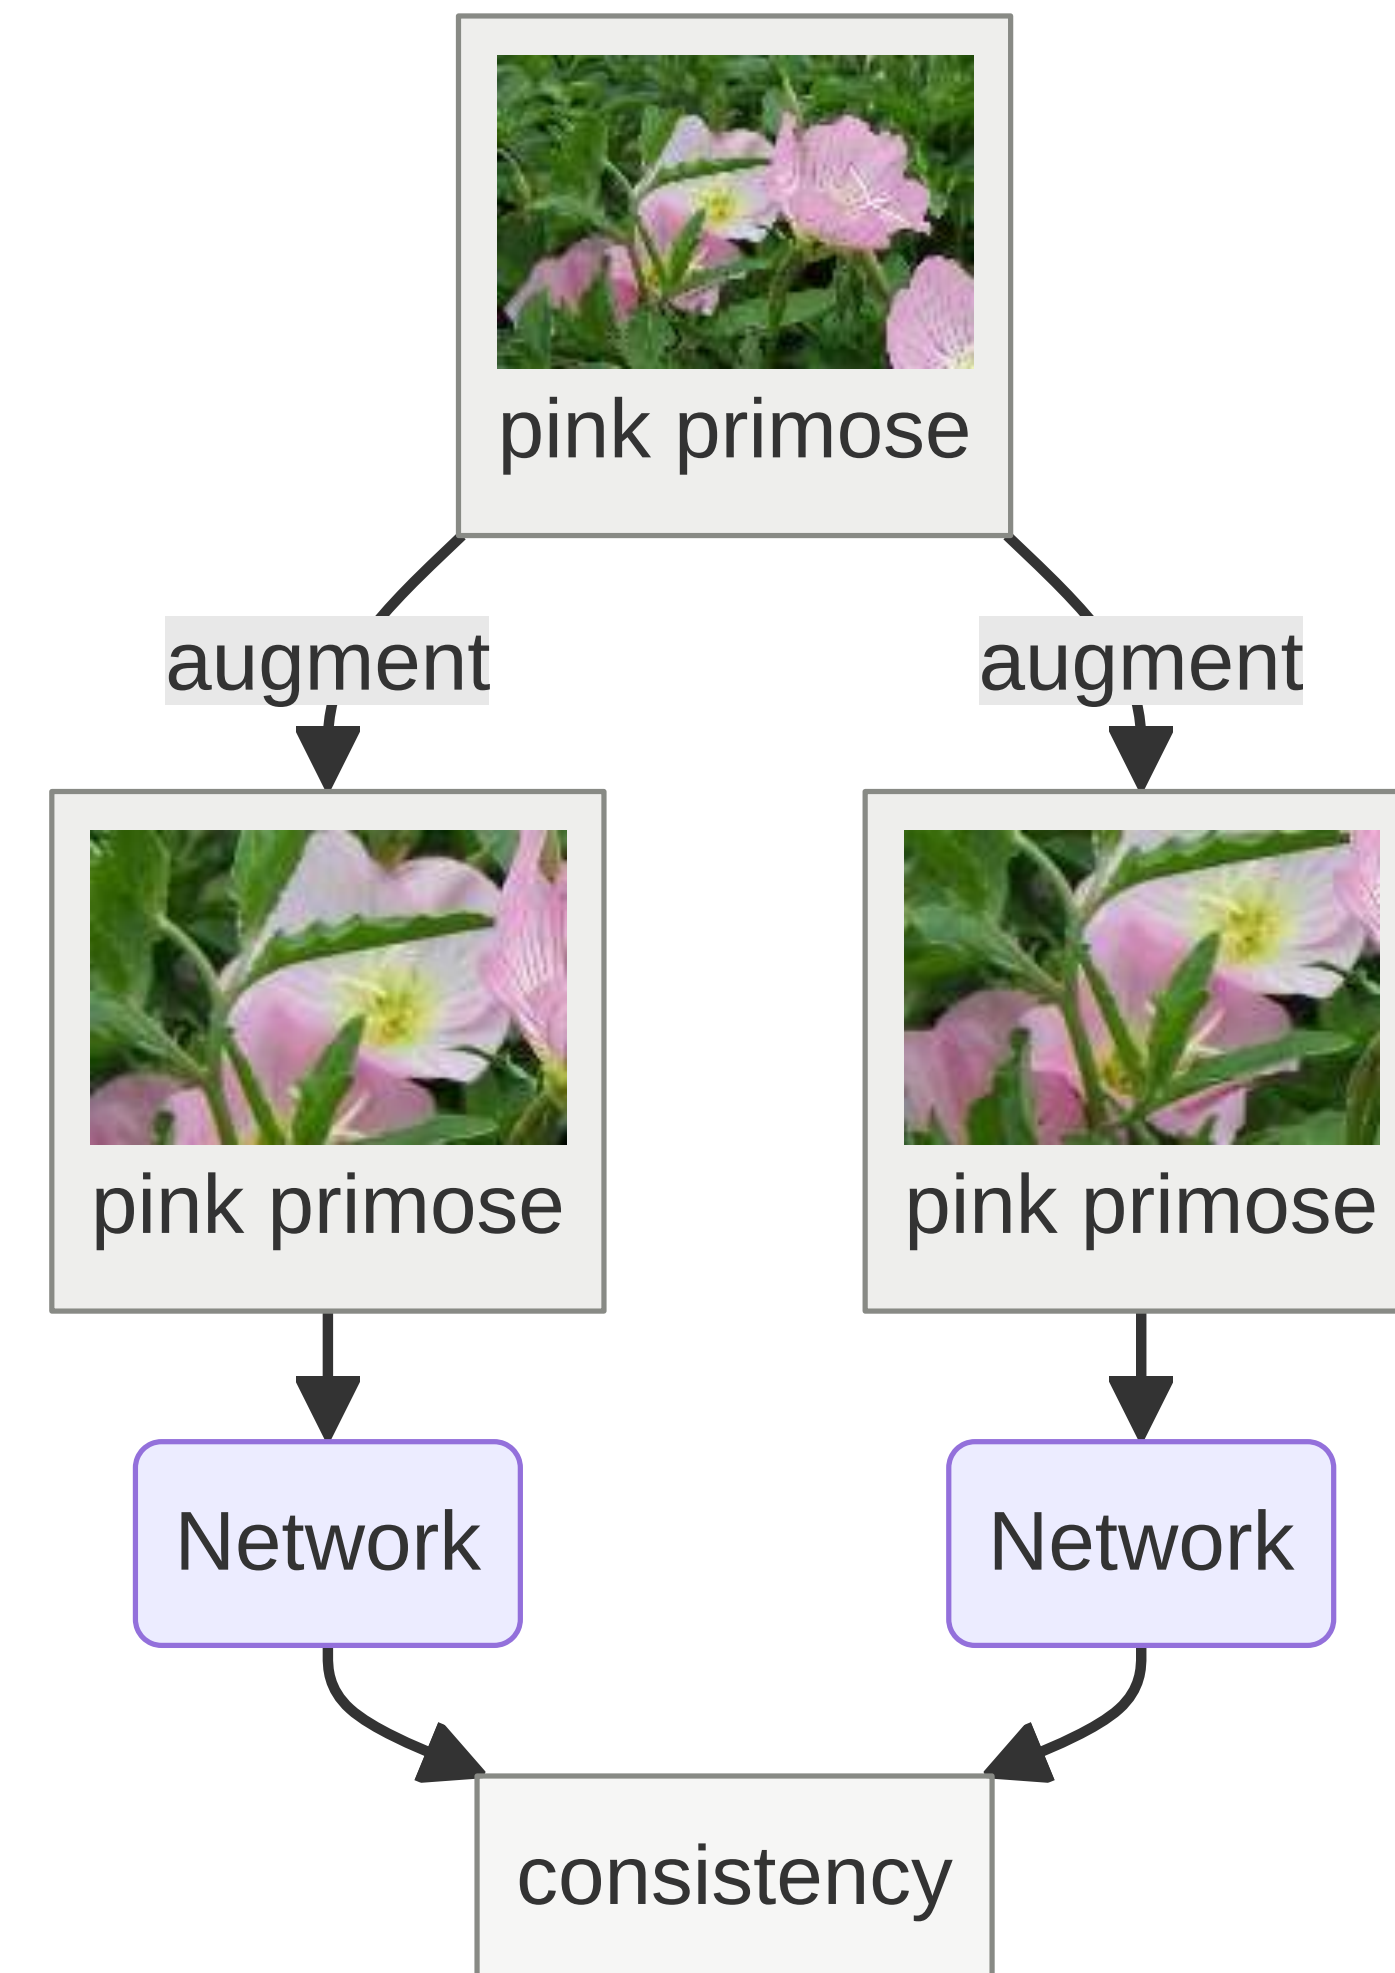 pink primose
augment
augment
pink primose
pink primose
Network
Network
consistency